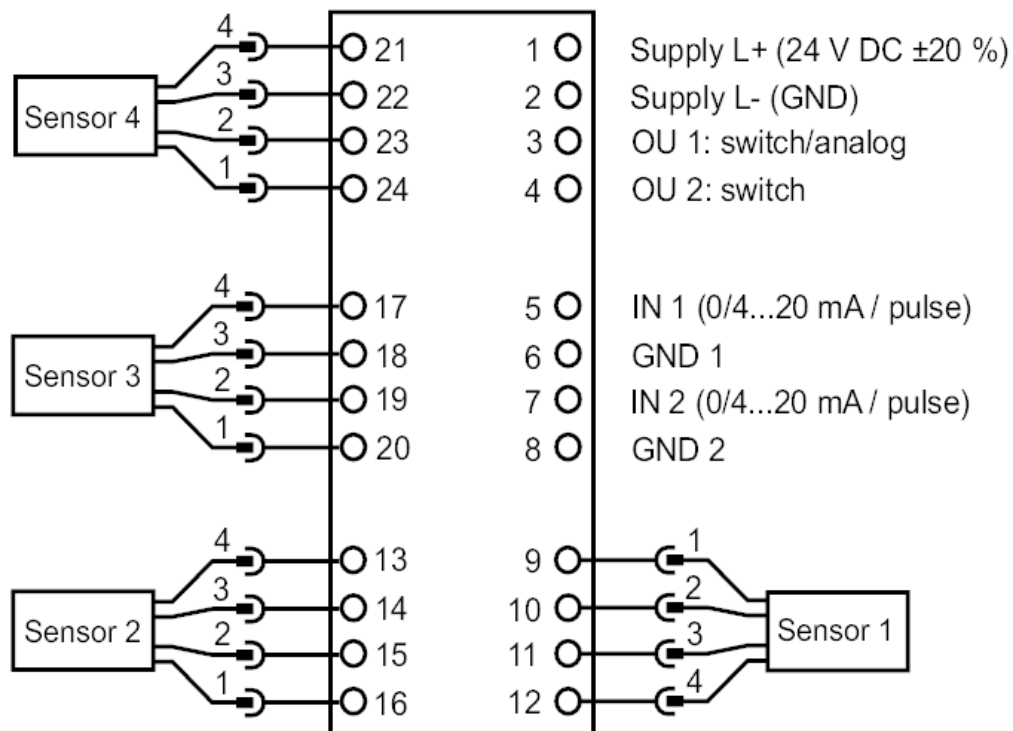 4 21 1 Supply L+ (24 V DC ±20 %)
3 22 2 Supply L- (GND)
Sensor 4
2 23 3 OU 1: switch/analog
1 24 4 OU 2: switch
4 17 5 IN 1 (0/4...20 mA / pulse)
3 18 6 GND 1
Sensor 3
2 19 7 IN 2 (0/4...20 mA / pulse)
1 20 8 GND 2
4 13 9 1
3 14 10 2
Sensor 2 Sensor 1
2 15 11 3
1 16 12 4